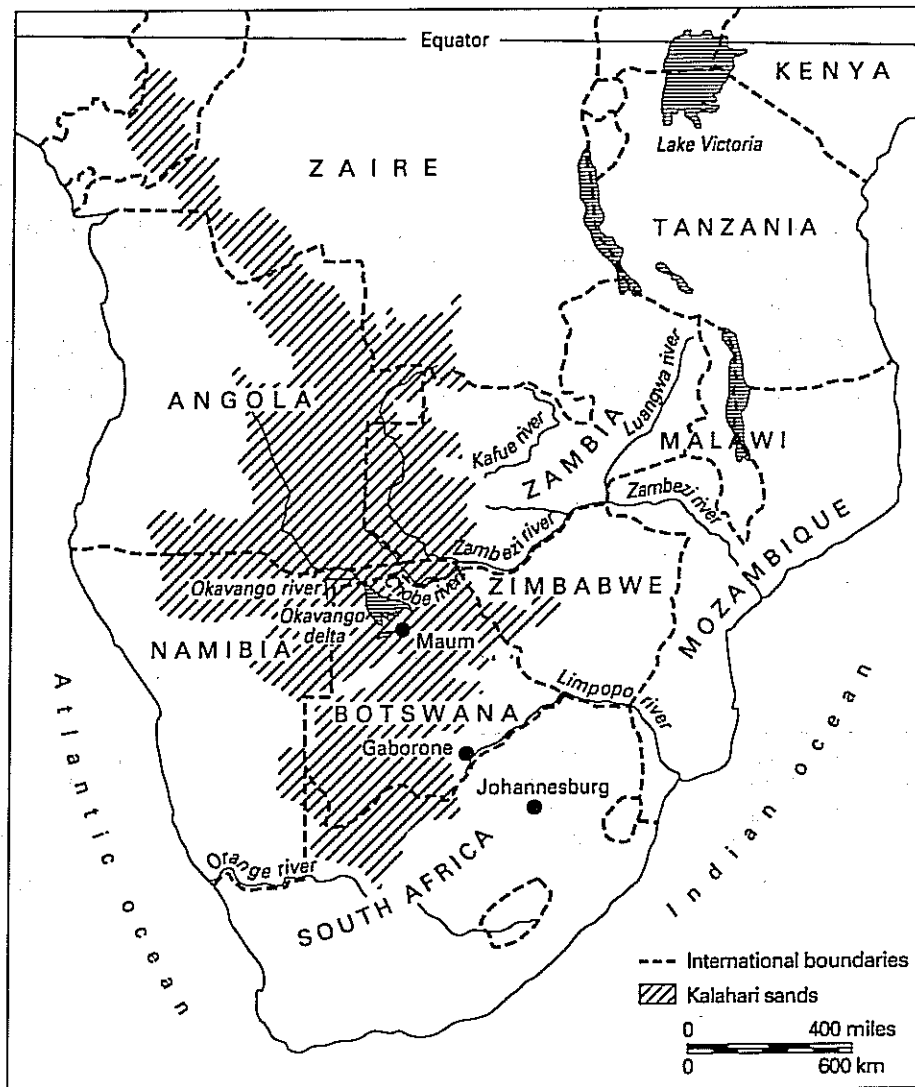 Equator
KENYA
Lake Victoria
ZAIRE
TANZANIA
ANGOLA
Luangwa river
Kafue river
ZAMBIA
MALAWI
Zambezi river
Zambezi river
MOZAMBIQUE
Okavango river
hobe river
ZIMBABWE
Okavango
delta
Maum
NAMIBIA
Limpopo river
BOTSWANA
Gaborone
Johannesburg
Orange river
SOUTH AFRICA
Atlantic ocean
Indian ocean
International boundaries
Kalahari sands
0 400 miles
0 600 km